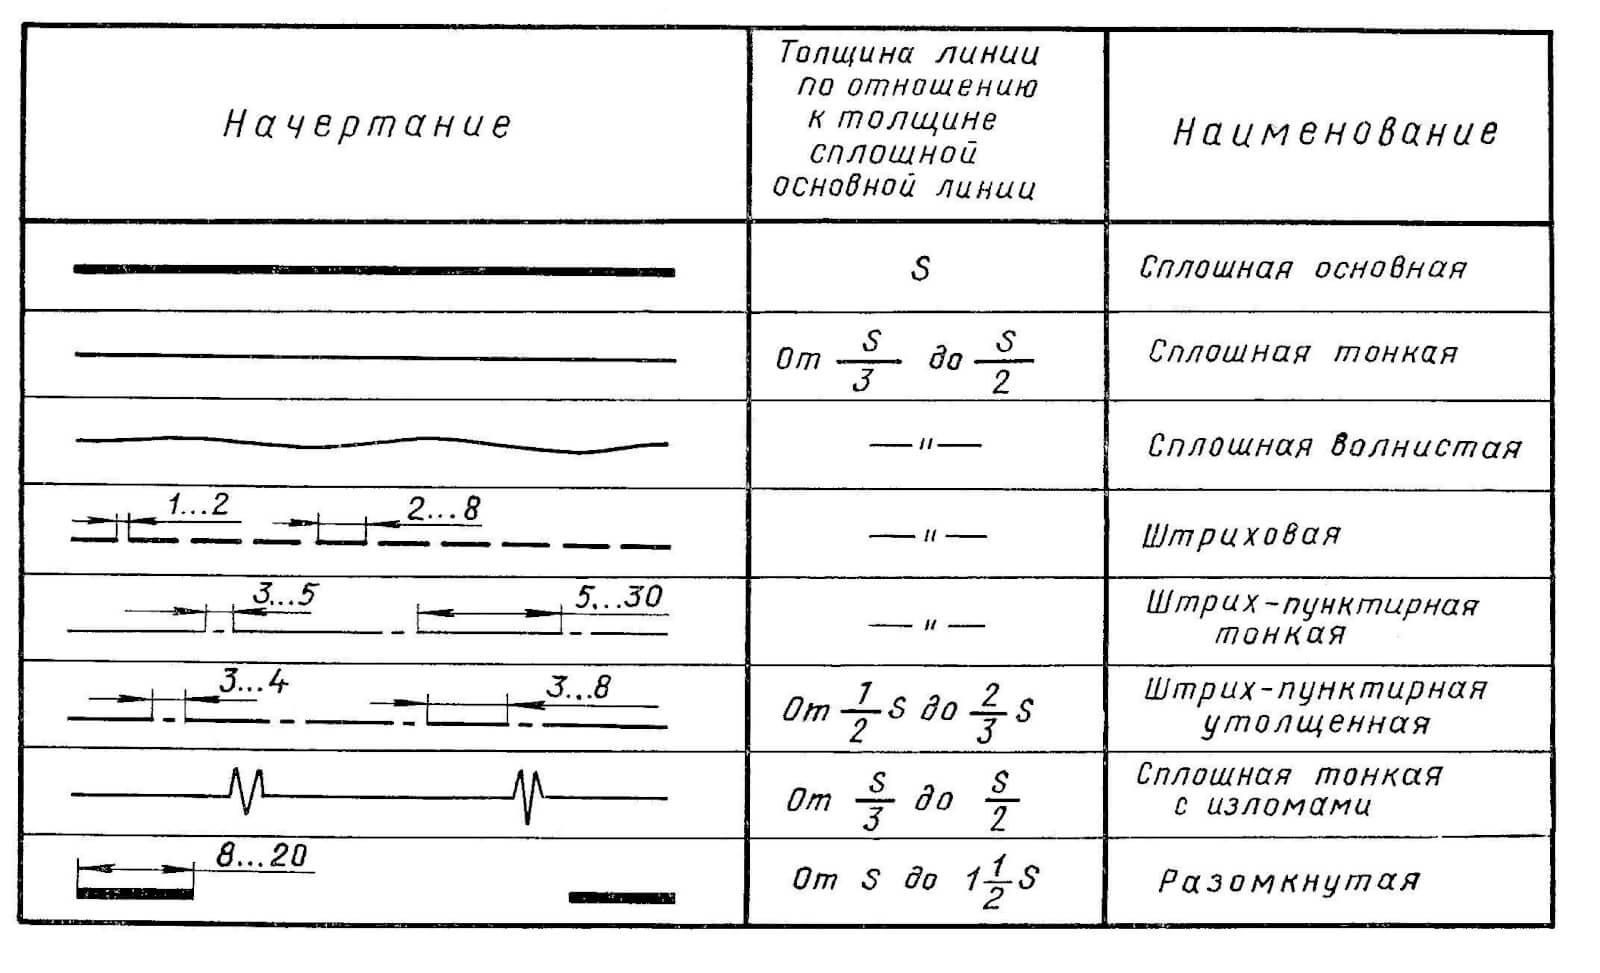 Начертание
Толщина линии
по отношению
к толщине
сплошной
основной линии
Наименование
S
Сплошная основная
От S/3 до S/2
Сплошная тонкая
—"—
Сплошная волнистая
1...2
2...8
—"—
Штриховая
3...5
5...30
—"—
Штрих-пунктирная
тонкая
3...4
3...8
От 1/2 S до 2/3 S
Штрих-пунктирная
утолщенная
От S/3 до S/2
Сплошная тонкая
с изломами
8...20
От S до 1 1/2 S
Разомкнутая